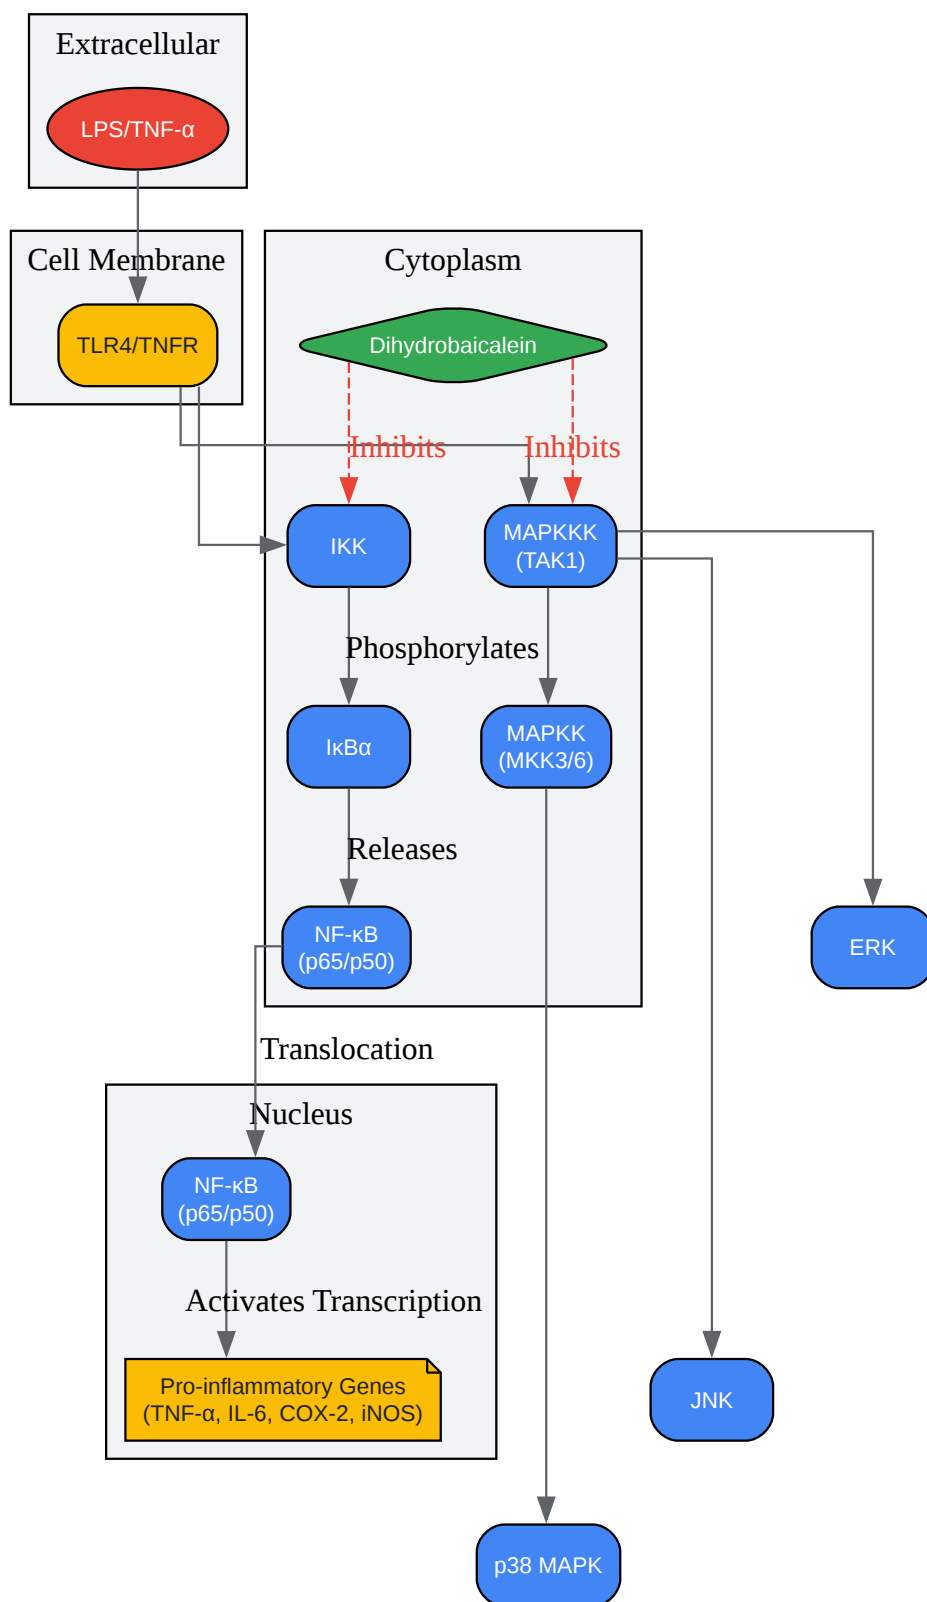 Extracellular
LPS/TNF-α
Cell Membrane
TLR4/TNFR
Cytoplasm
Dihydrobaicalein
Inhibits
Inhibits
IKK
MAPKKK
(TAK1)
Phosphorylates
IκBα
MAPKK
(MKK3/6)
Releases
NF-κB
(p65/p50)
ERK
Translocation
Nucleus
NF-κB
(p65/p50)
Activates Transcription
Pro-inflammatory Genes
(TNF-α, IL-6, COX-2, iNOS)
JNK
p38 MAPK